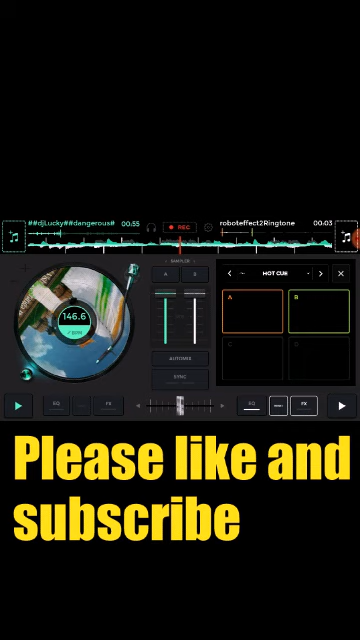 ##djLucky##dangerous# 00:55 REC roboteffect2Ringtone 00:03
SAMPLER
A B
HOT CUE
146.6
BPM
A B
C D
AUTOMIX
SYNC
EQ FX EQ FX
Please like and
subscribe